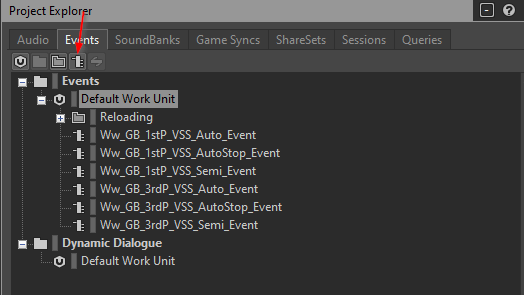 Project Explorer
Audio Events SoundBanks Game Syncs ShareSets Sessions Queries
Events
Default Work Unit
Reloading
Ww_GB_1stP_VSS_Auto_Event
Ww_GB_1stP_VSS_AutoStop_Event
Ww_GB_1stP_VSS_Semi_Event
Ww_GB_3rdP_VSS_Auto_Event
Ww_GB_3rdP_VSS_AutoStop_Event
Ww_GB_3rdP_VSS_Semi_Event
Dynamic Dialogue
Default Work Unit